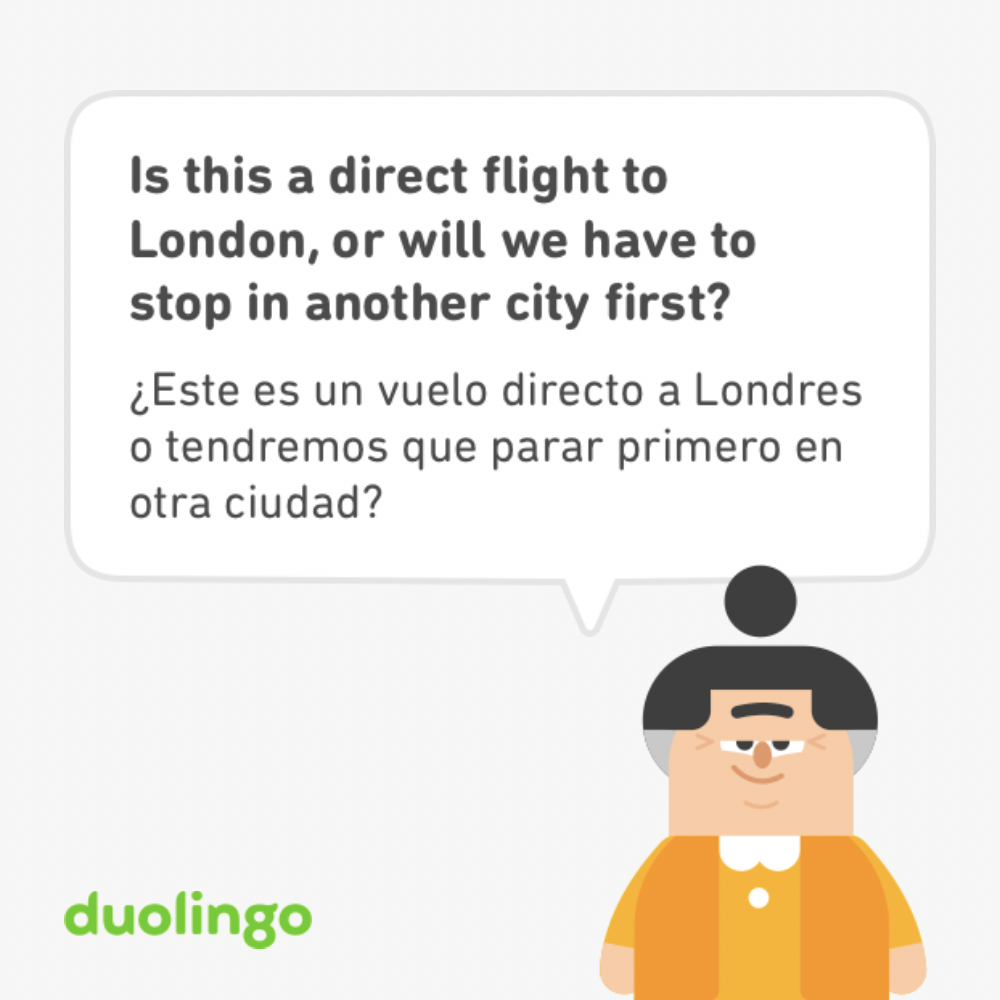 Is this a direct flight to
London, or will we have to
stop in another city first?
¿Este es un vuelo directo a Londres
o tendremos que parar primero en
otra ciudad?
duolingo